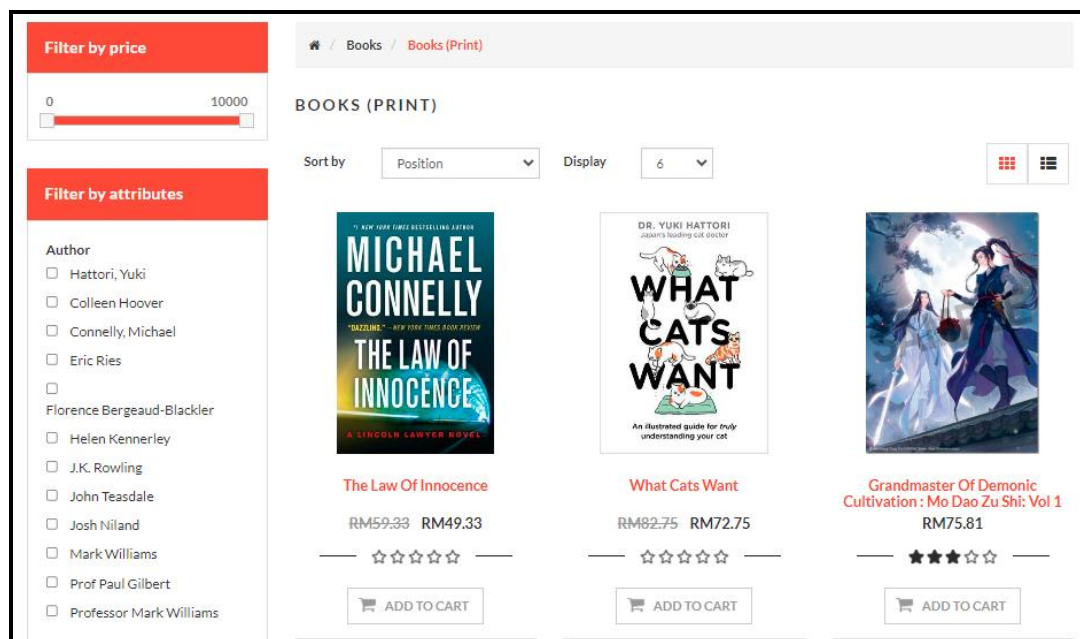 Filter by price
0 10000
Filter by attributes
Author
Hattori, Yuki
Colleen Hoover
Connelly, Michael
Eric Ries
Florence Bergeaud-Blackler
Helen Kennerley
J.K. Rowling
John Teasdale
Josh Niland
Mark Williams
Prof Paul Gilbert
Professor Mark Williams
/ Books / Books (Print)
BOOKS (PRINT)
Sort by Position Display 6
#1 NEW YORK TIMES BESTSELLING AUTHOR
MICHAEL
CONNELLY
"DAZZLING." – NEW YORK TIMES BOOK REVIEW
THE LAW OF
INNOCENCE
A LINCOLN LAWYER NOVEL
The Law Of Innocence
RM59.33 RM49.33
ADD TO CART
DR. YUKI HATTORI
Japan's leading cat doctor
WHAT
CATS
WANT
An illustrated guide for truly
understanding your cat
What Cats Want
RM82.75 RM72.75
ADD TO CART
Grandmaster Of Demonic
Cultivation : Mo Dao Zu Shi: Vol 1
RM75.81
ADD TO CART